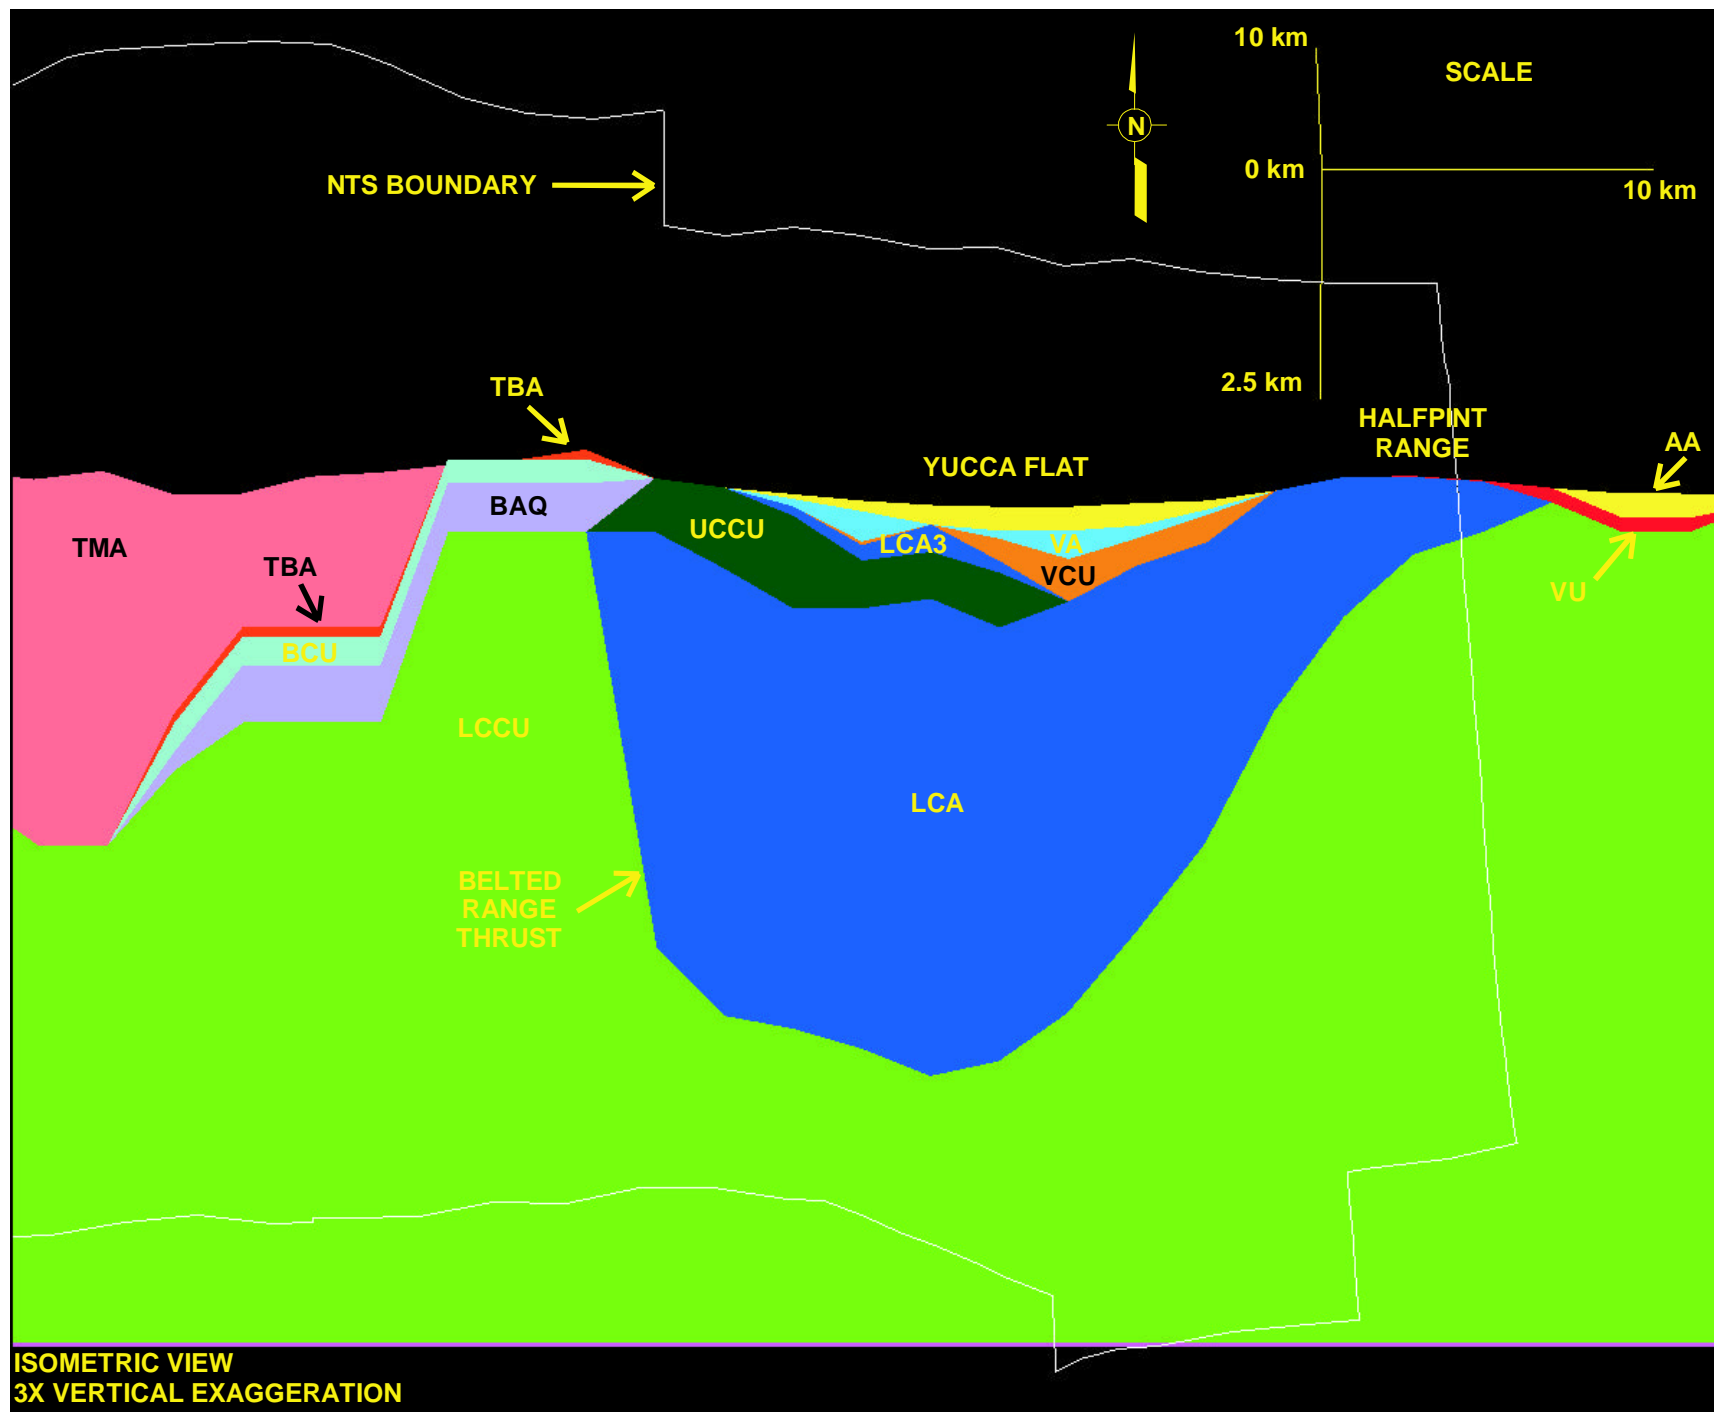 10 km
SCALE
N
0 km
10 km
NTS BOUNDARY
2.5 km
TBA
HALFPINT
RANGE
AA
YUCCA FLAT
BAQ
UCCU
TMA
LCA3
VA
TBA
VCU
VU
BCU
LCCU
LCA
BELTED
RANGE
THRUST
ISOMETRIC VIEW
3X VERTICAL EXAGGERATION